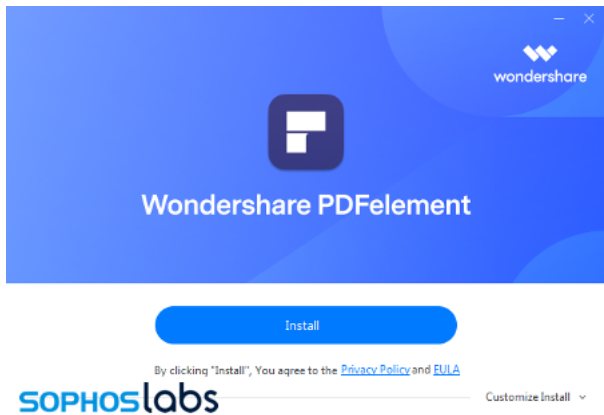 wondershare
Wondershare PDFelement
Install
By clicking "Install", You agree to the Privacy Policy and EULA
SOPHOSlabs
Customize Install